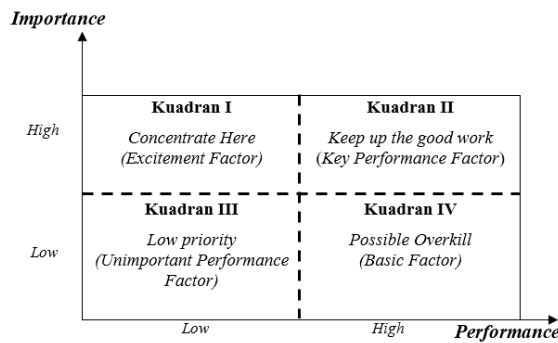 Importance
High
Kuadran I
Concentrate Here
(Excitement Factor)
Kuadran II
Keep up the good work
(Key Performance Factor)
Low
Kuadran III
Low priority
(Unimportant Performance
Factor)
Kuadran IV
Possible Overkill
(Basic Factor)
Low
High
Performance